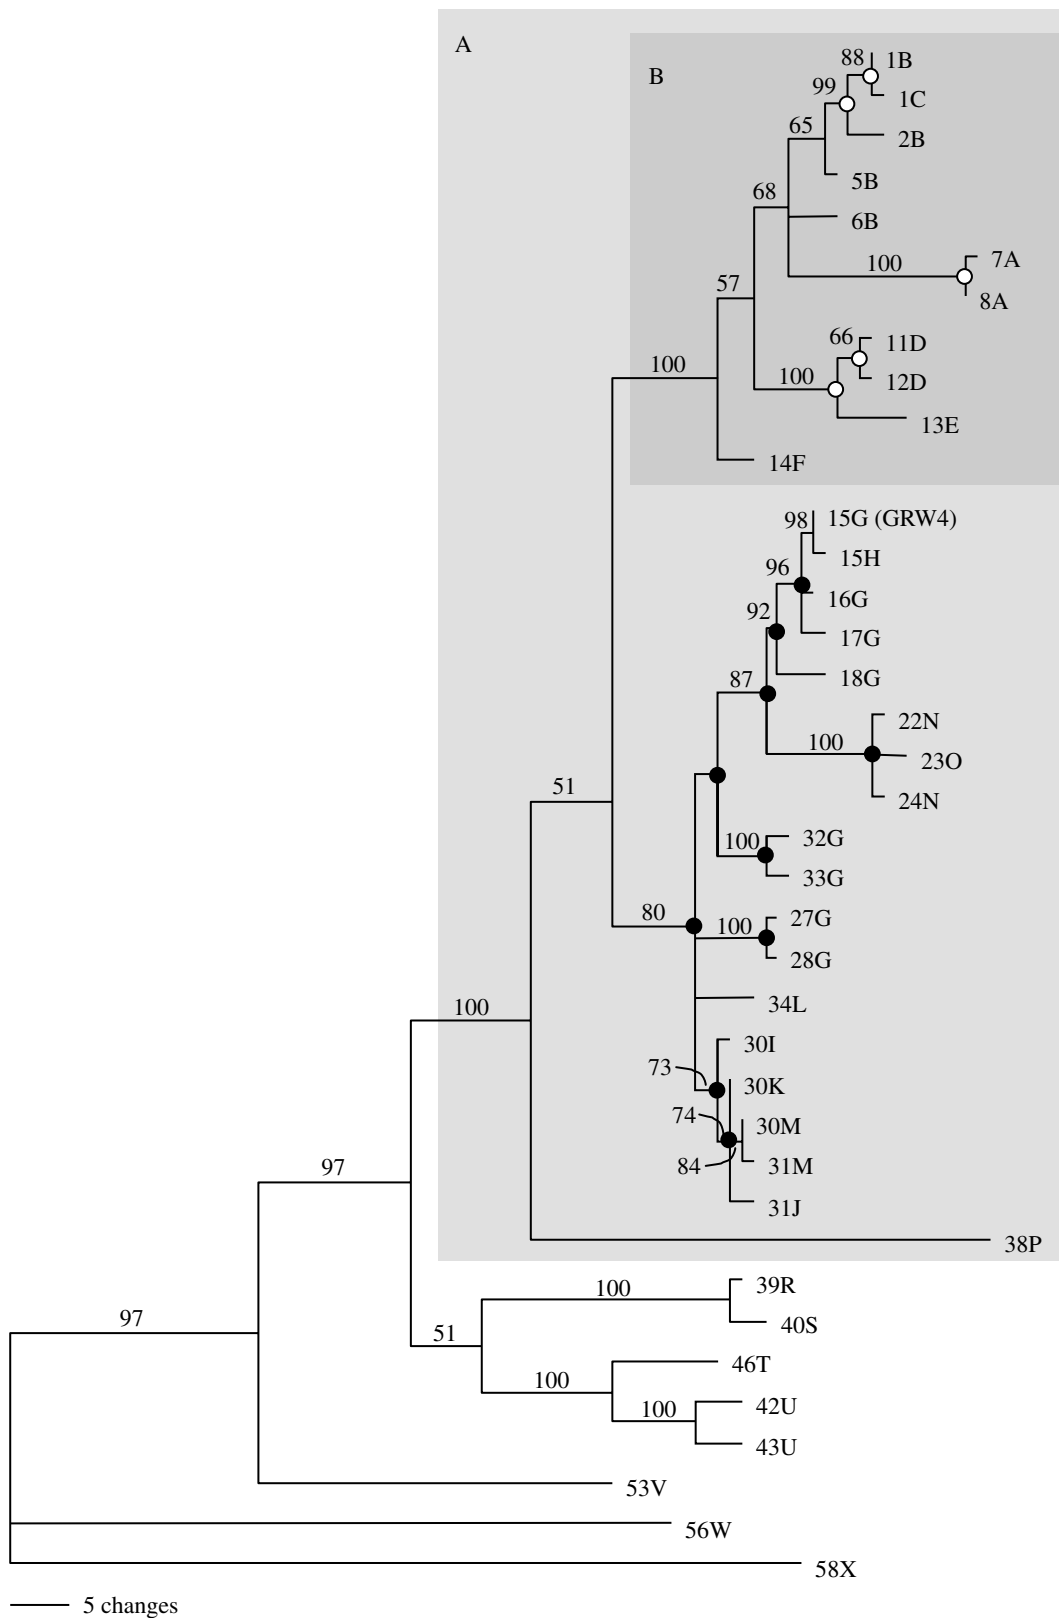 A
B
88
1B
99
1C
65
2B
5B
68
6B
100
7A
57
8A
66
11D
100
100
12D
13E
14F
98
15G (GRW4)
15H
96
16G
92
17G
87
18G
22N
100
23O
51
24N
100
32G
33G
80
100
27G
28G
100
34L
30I
73
30K
74
30M
84
31M
97
31J
38P
100
39R
97
51
40S
46T
100
100
42U
43U
53V
56W
58X
5 changes